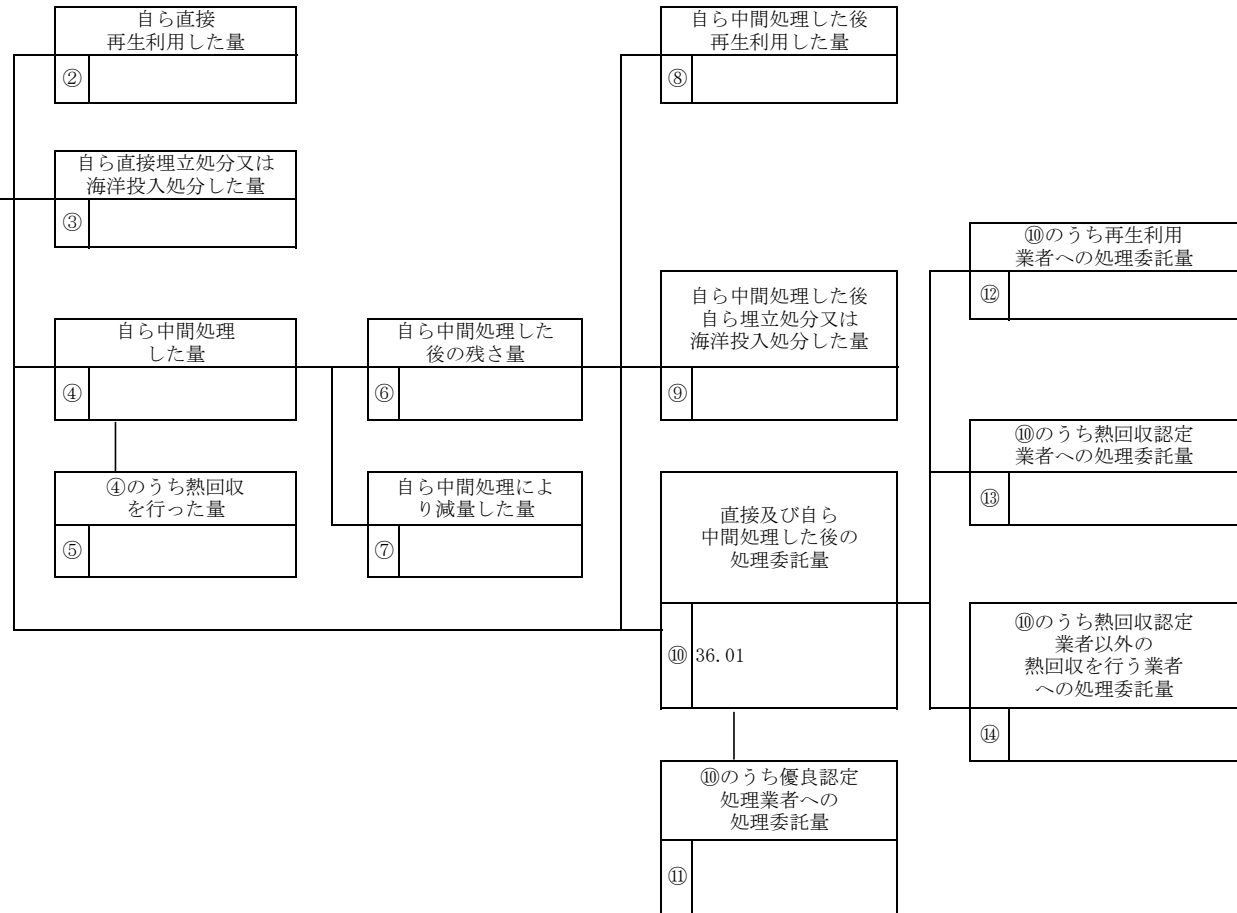 自ら直接
再生利用した量
②
自ら中間処理した後
再生利用した量
⑧
自ら直接埋立処分又は
海洋投入処分した量
③
⑩のうち再生利用
業者への処理委託量
⑫
自ら中間処理した後
自ら埋立処分又は
海洋投入処分した量
⑨
自ら中間処理
した量
④
自ら中間処理した
後の残さ量
⑥
⑩のうち熱回収認定
業者への処理委託量
⑬
④のうち熱回収
を行った量
⑤
自ら中間処理によ
り減量した量
⑦
直接及び自ら
中間処理した後の
処理委託量
⑩ 36.01
⑩のうち熱回収認定
業者以外の
熱回収を行う業者
への処理委託量
⑭
⑩のうち優良認定
処理業者への
処理委託量
⑪